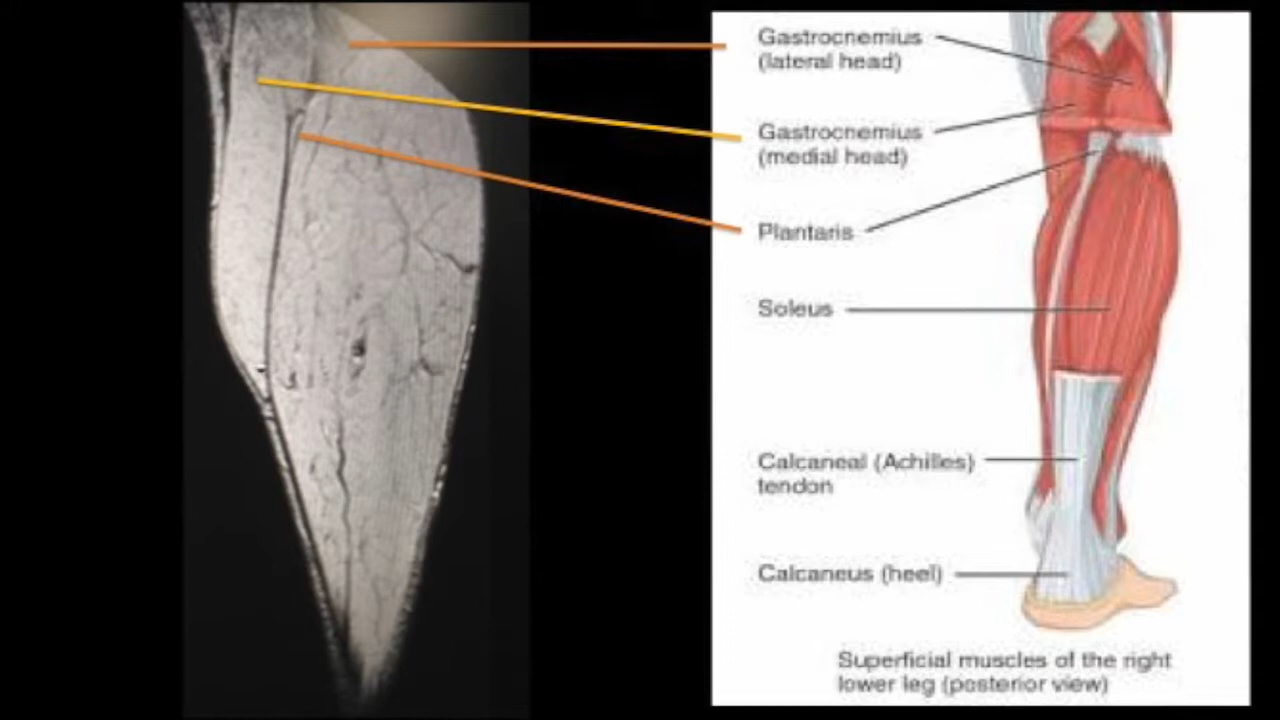 Gastrocnemius
(lateral head)
Gastrocnemius
(medial head)
Plantaris
Soleus
Calcaneal (Achilles)
tendon
Calcaneus (heel)
Superficial muscles of the right
lower leg (posterior view)